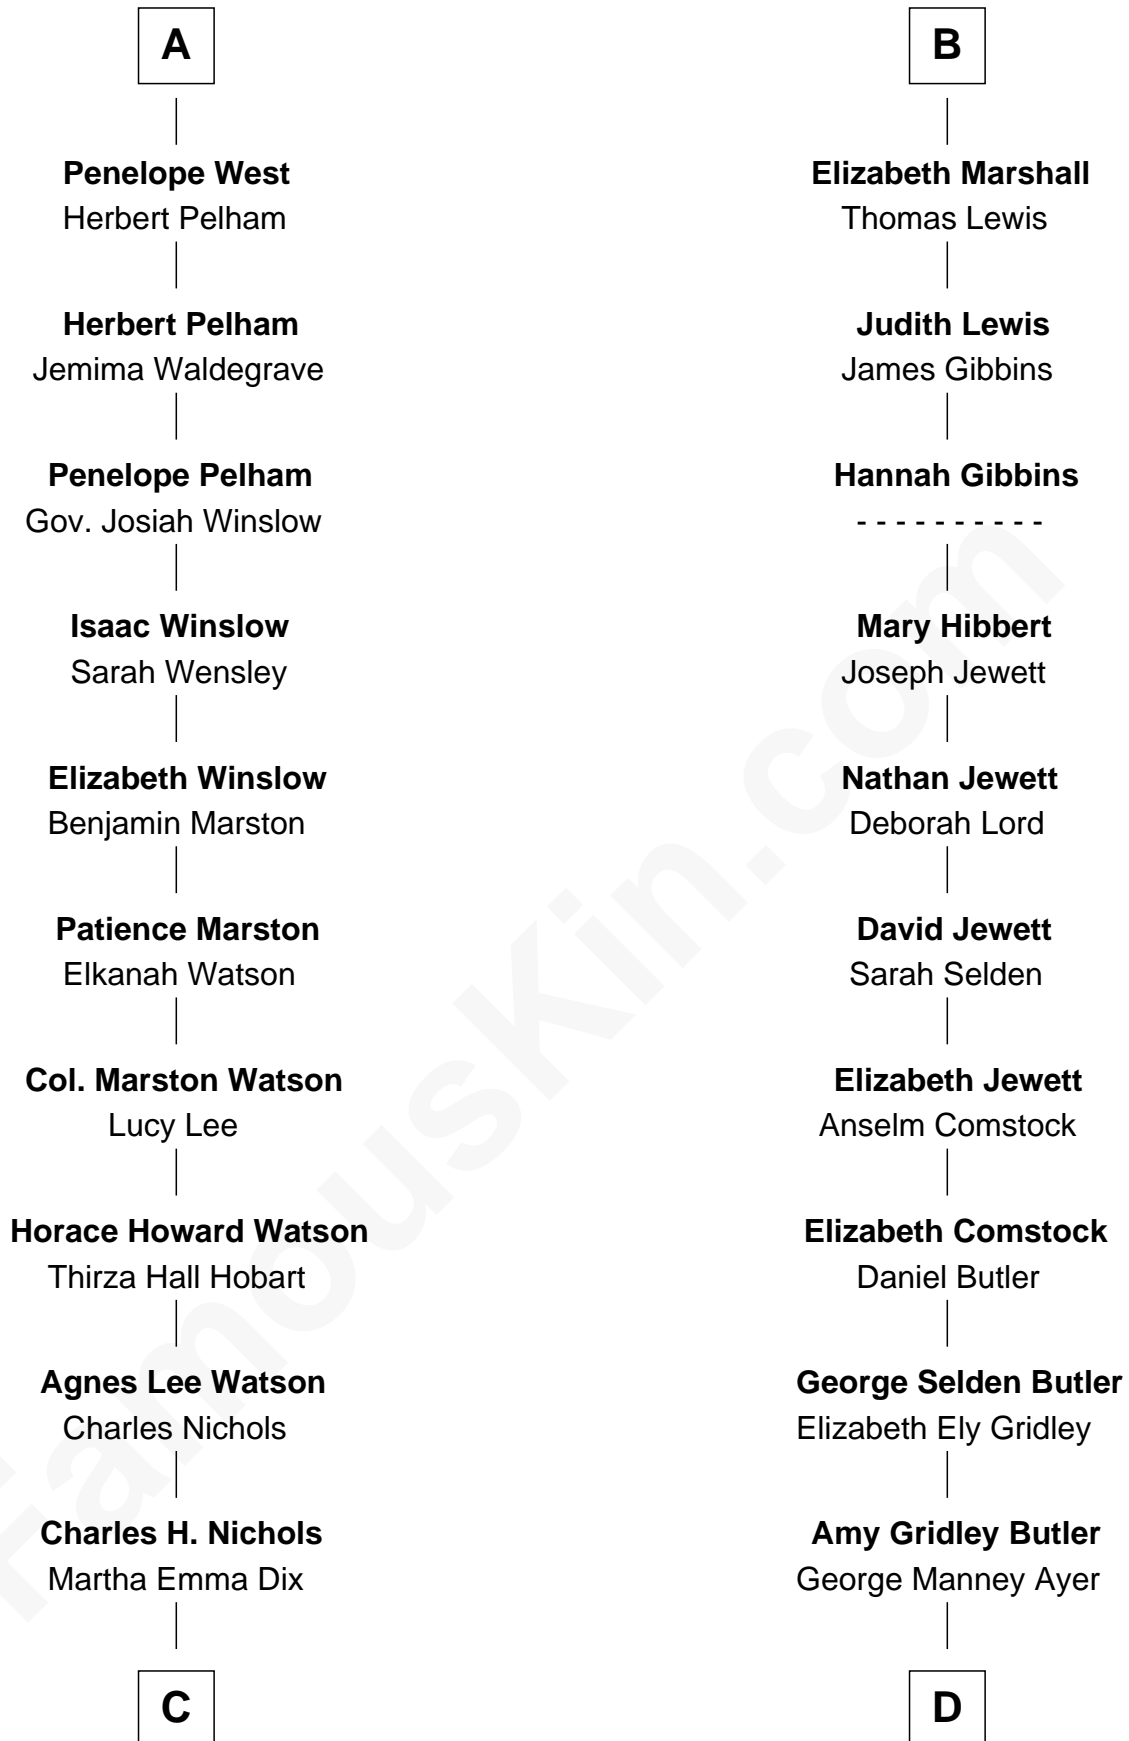 A
Penelope West
Herbert Pelham
Herbert Pelham
Jemima Waldegrave
Penelope Pelham
Gov. Josiah Winslow
Isaac Winslow
Sarah Wensley
Elizabeth Winslow
Benjamin Marston
Patience Marston
Elkanah Watson
Col. Marston Watson
Lucy Lee
Horace Howard Watson
Thirza Hall Hobart
Agnes Lee Watson
Charles Nichols
Charles H. Nichols
Martha Emma Dix
C
B
Elizabeth Marshall
Thomas Lewis
Judith Lewis
James Gibbins
Hannah Gibbins
- - - - - - - - - -
Mary Hibbert
Joseph Jewett
Nathan Jewett
Deborah Lord
David Jewett
Sarah Selden
Elizabeth Jewett
Anselm Comstock
Elizabeth Comstock
Daniel Butler
George Selden Butler
Elizabeth Ely Gridley
Amy Gridley Butler
George Manney Ayer
D
FamousKin.com